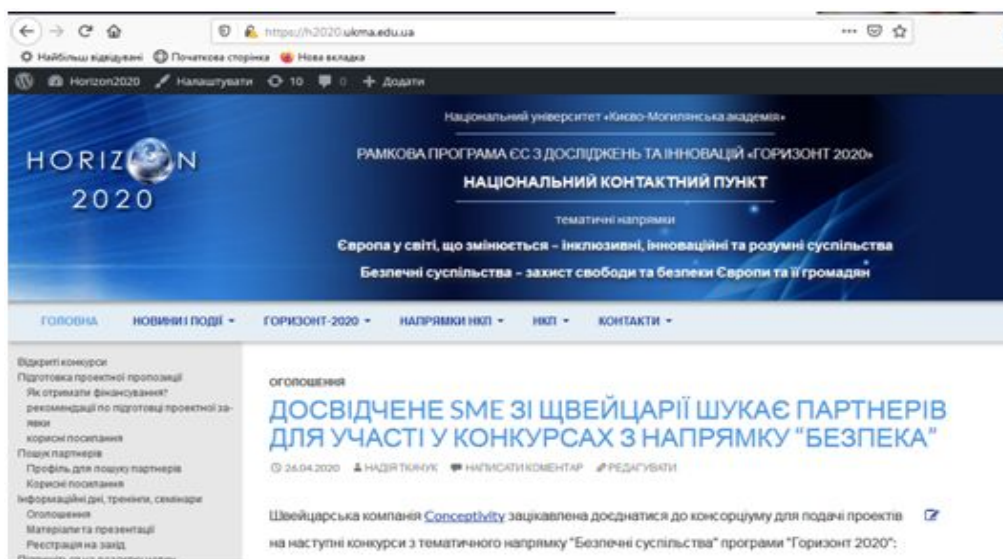 https://h2020.ukma.edu.ua
Найбільш відвідувані Початкова сторінка Нова вкладка
Horizon2020 Налаштувати 10 0 Додати
Національний університет «Києво-Могилянська академія»
HORIZON
2020
РАМКОВА ПРОГРАМА ЄС З ДОСЛІДЖЕНЬ ТА ІННОВАЦІЙ «ГОРИЗОНТ 2020»
НАЦІОНАЛЬНИЙ КОНТАКТНИЙ ПУНКТ
тематичні напрямки
Європа у світі, що змінюється – інклюзивні, інноваційні та розумні суспільства
Безпечні суспільства – захист свободи та безпеки Європи та її громадян
ГОЛОВНА НОВИНИ І ПОДІЇ ГОРИЗОНТ-2020 НАПРЯМКИ НКП НКП КОНТАКТИ
Відкриті конкурси
Підготовка проектної пропозиції
Як отримати фінансування?
рекомендації по підготовці проектної за-
явки
корисні посилання
Пошук партнерів
Профіль для пошуку партнерів
Корисні посилання
Інформаційні дні, тренінги, семінари
Оголошення
Матеріали та презентації
Реєстрація на захід
ОГОЛОШЕННЯ
ДОСВІДЧЕНЕ SME ЗІ ЩВЕЙЦАРІЇ ШУКАЄ ПАРТНЕРІВ
ДЛЯ УЧАСТІ У КОНКУРСАХ З НАПРЯМКУ "БЕЗПЕКА"
26.04.2020 НАДІЯ ТКАЧУК НАПИСАТИ КОМЕНТАР РЕДАГУВАТИ
Швейцарська компанія Conceptivity зацікавлена доєднатися до консорціуму для подачі проектів
на наступні конкурси з тематичного напрямку "Безпечні суспільства" програми "Горизонт 2020":